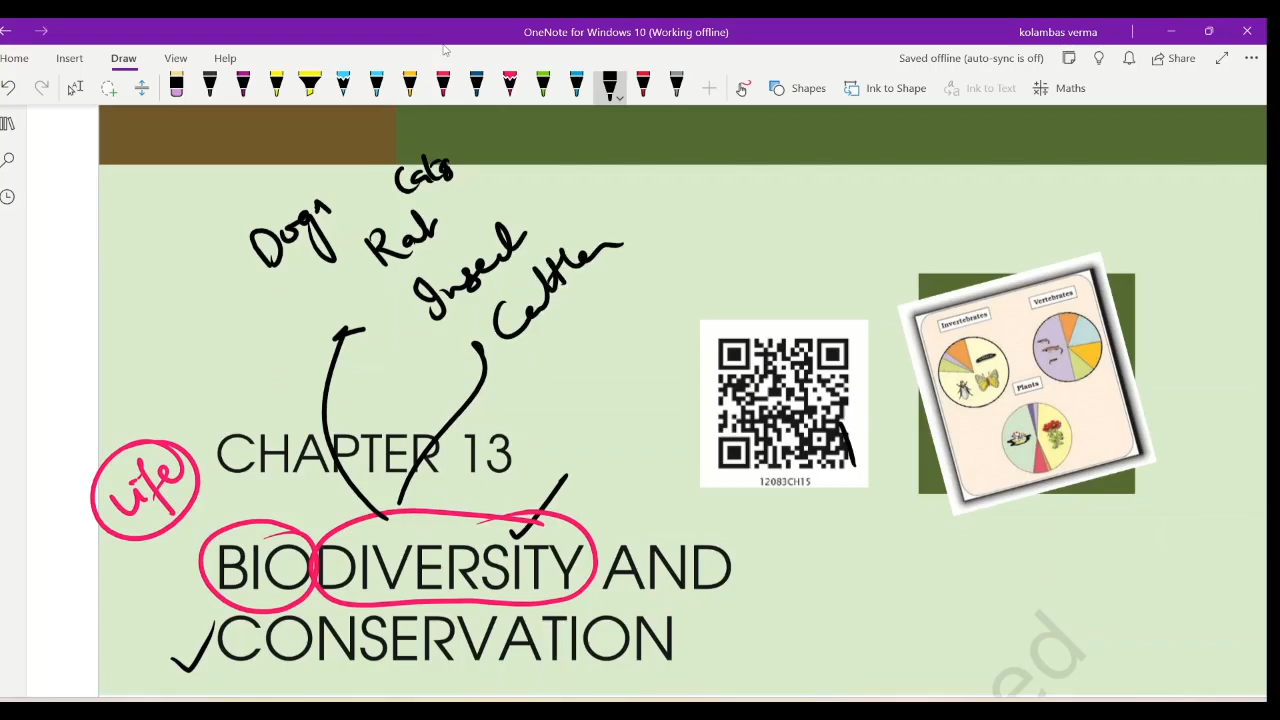 OneNote for Windows 10 (Working offline)
kolambas verma
Home Insert Draw View Help
Saved offline (auto-sync is off)
Share
Shapes
Ink to Shape
Ink to Text
Maths
Cats
Dogs
Rat
Insect
Life
CHAPTER 13
BIODIVERSITY AND
CONSERVATION
12083CH15
Invertebrates
Vertebrates
Plants
ed